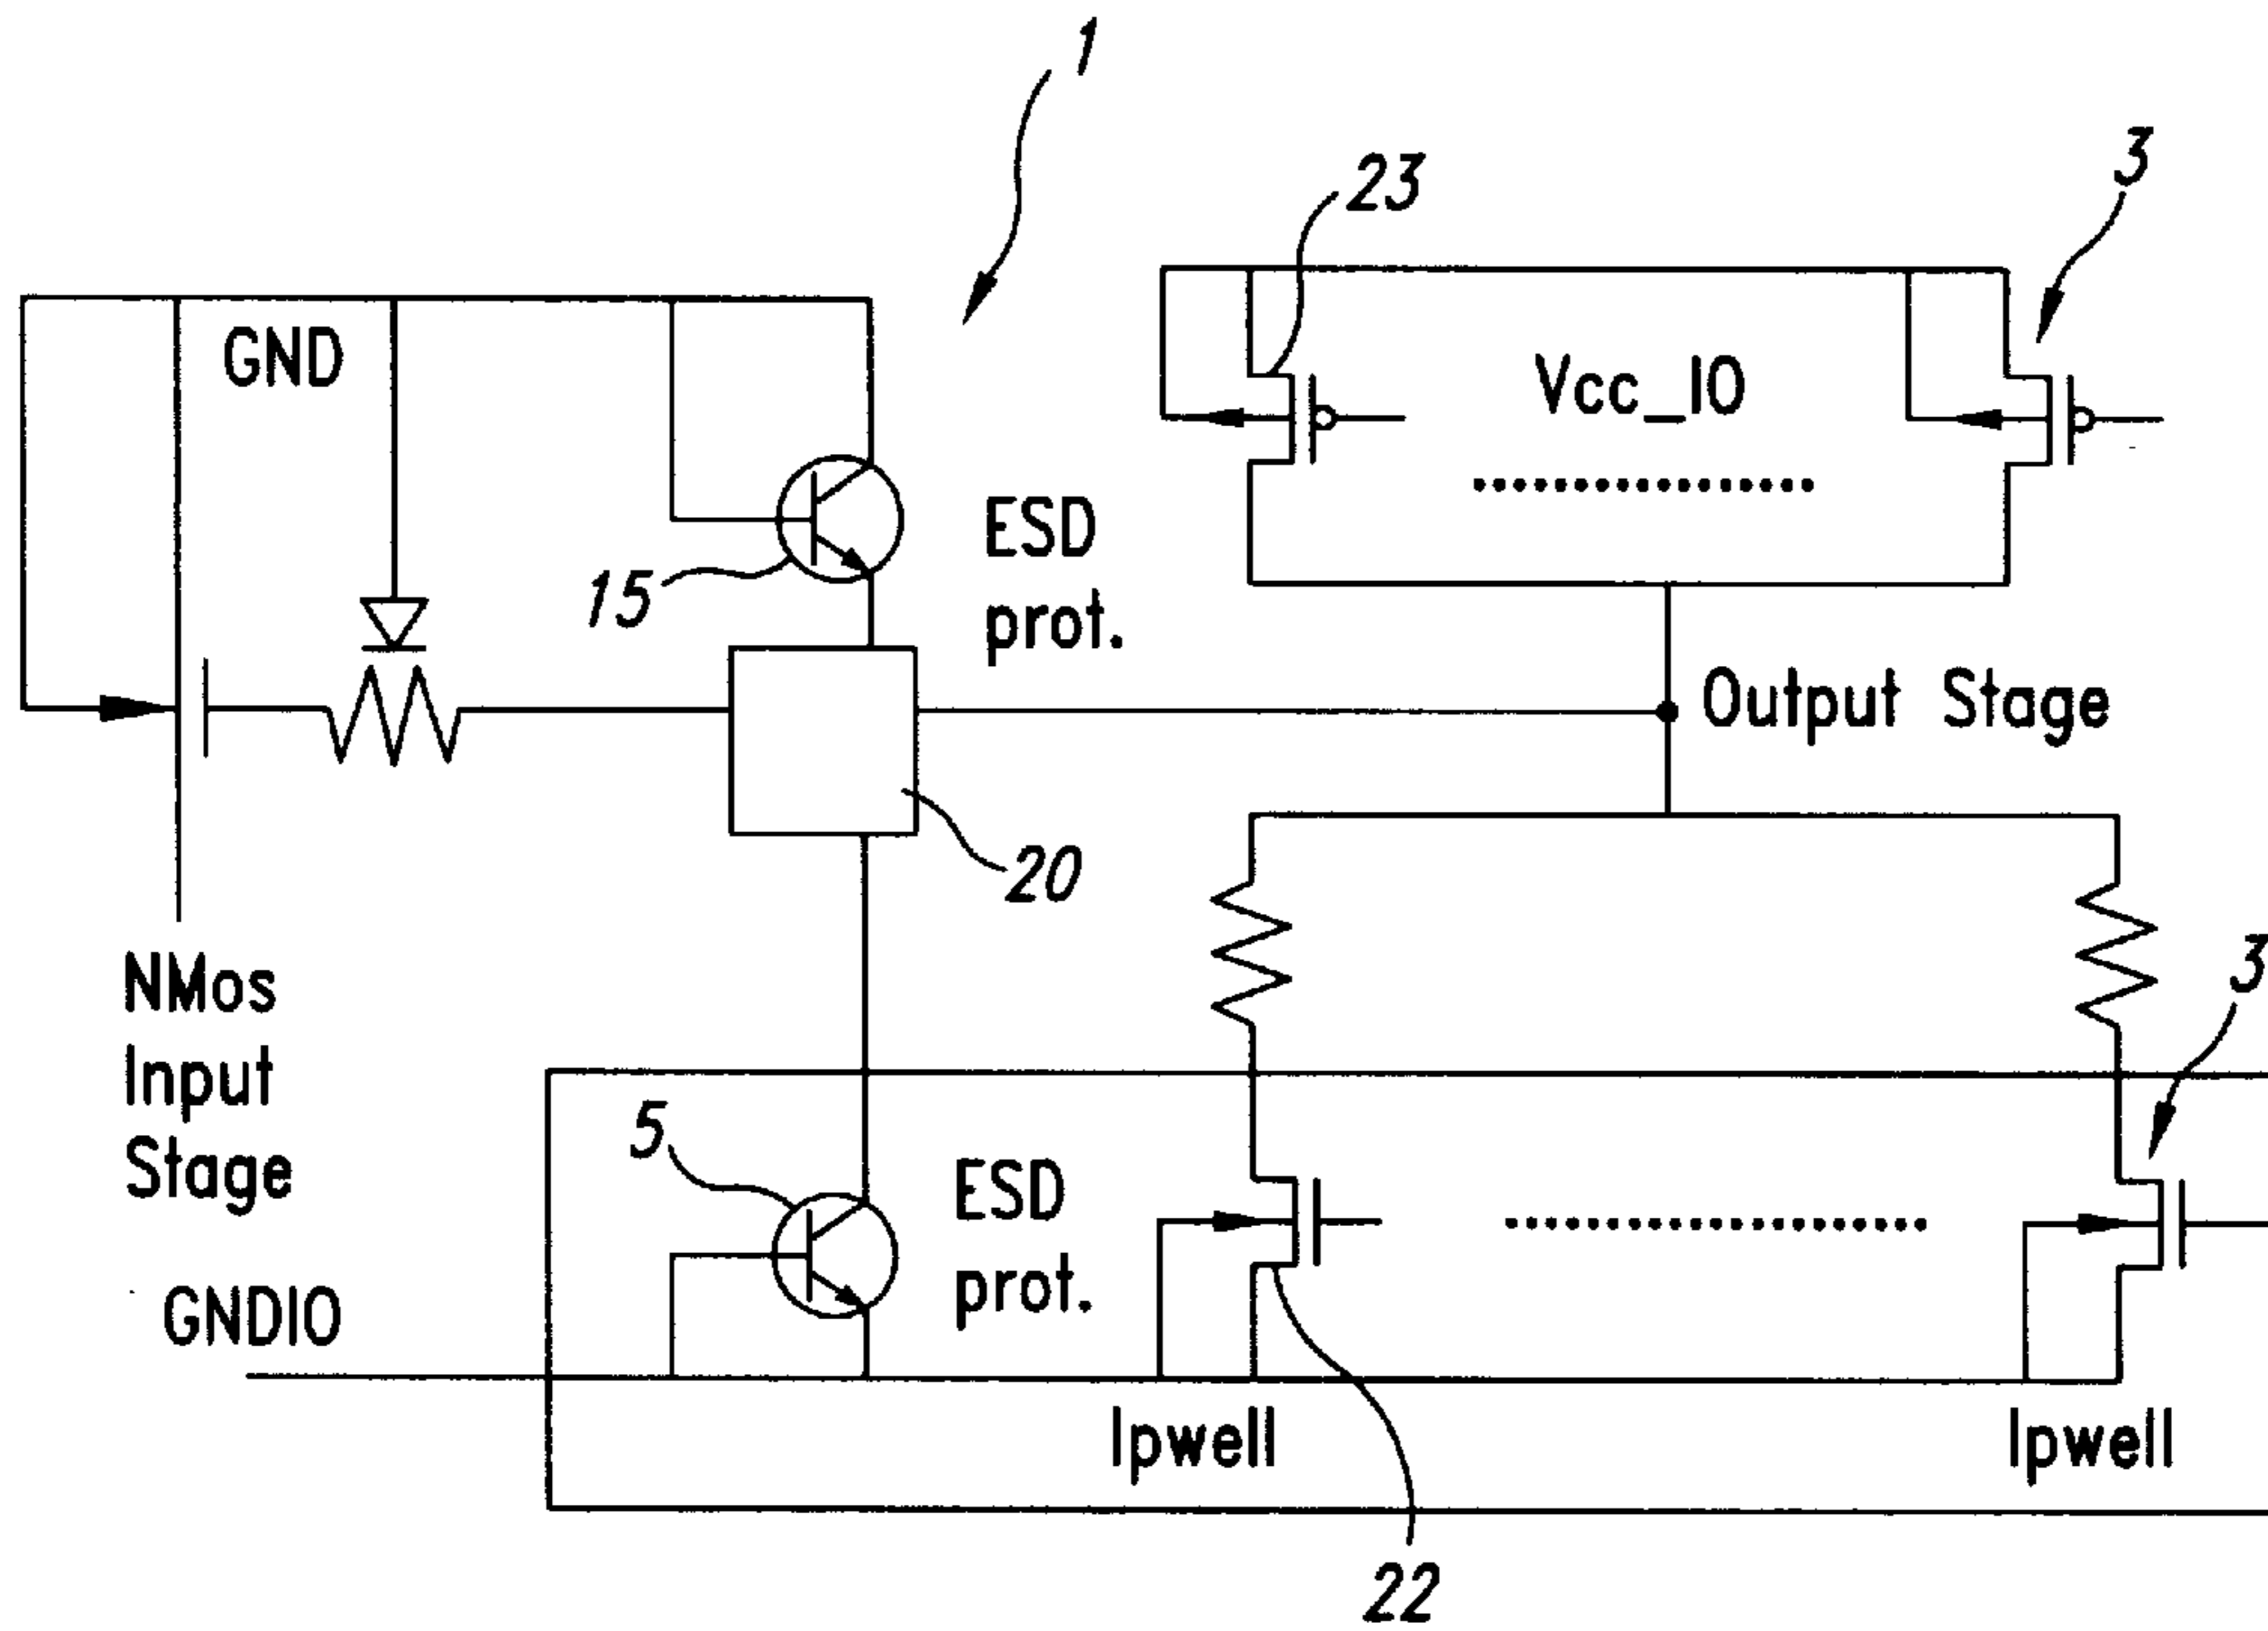 1
23
3
GND
Vcc_IO
ESD
prot.
15
Output Stage
20
NMos
Input
Stage
3
5
ESD
prot.
GNDIO
Ipwell
Ipwell
22